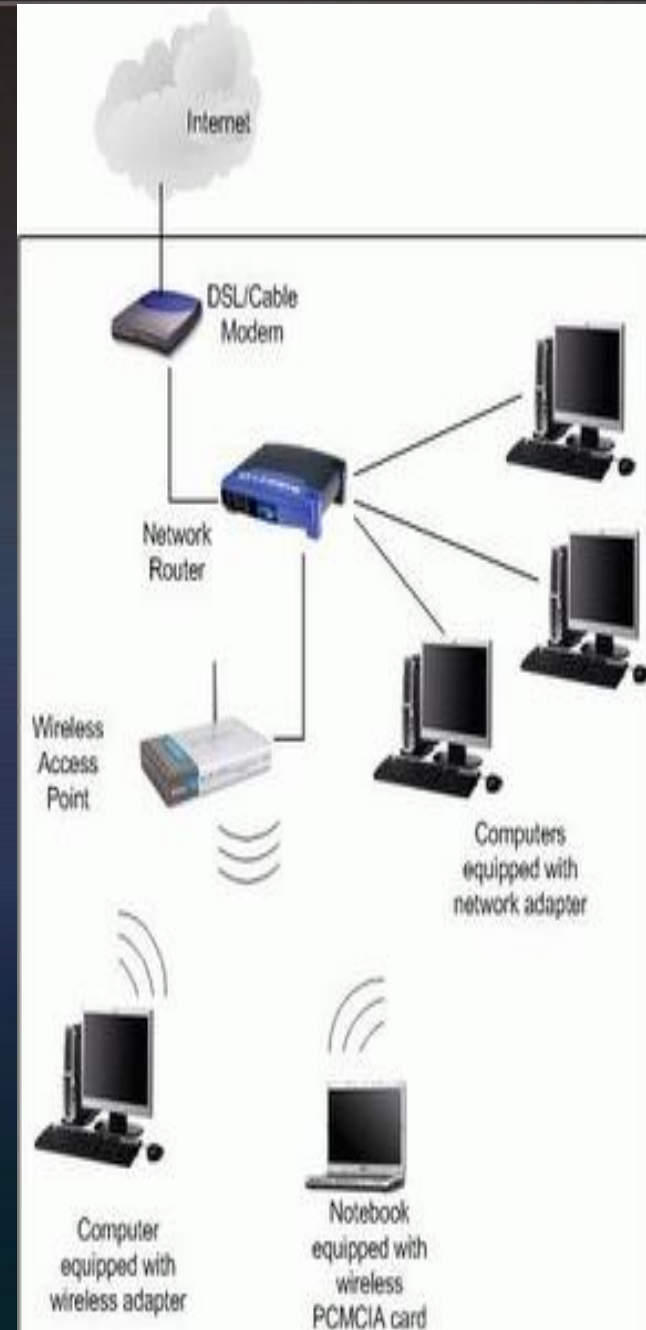 Internet
DSL/Cable
Modem
Network
Router
Wireless
Access
Point
Computers
equipped with
network adapter
Computer
equipped with
wireless adapter
Notebook
equipped with
wireless
PCMCIA card